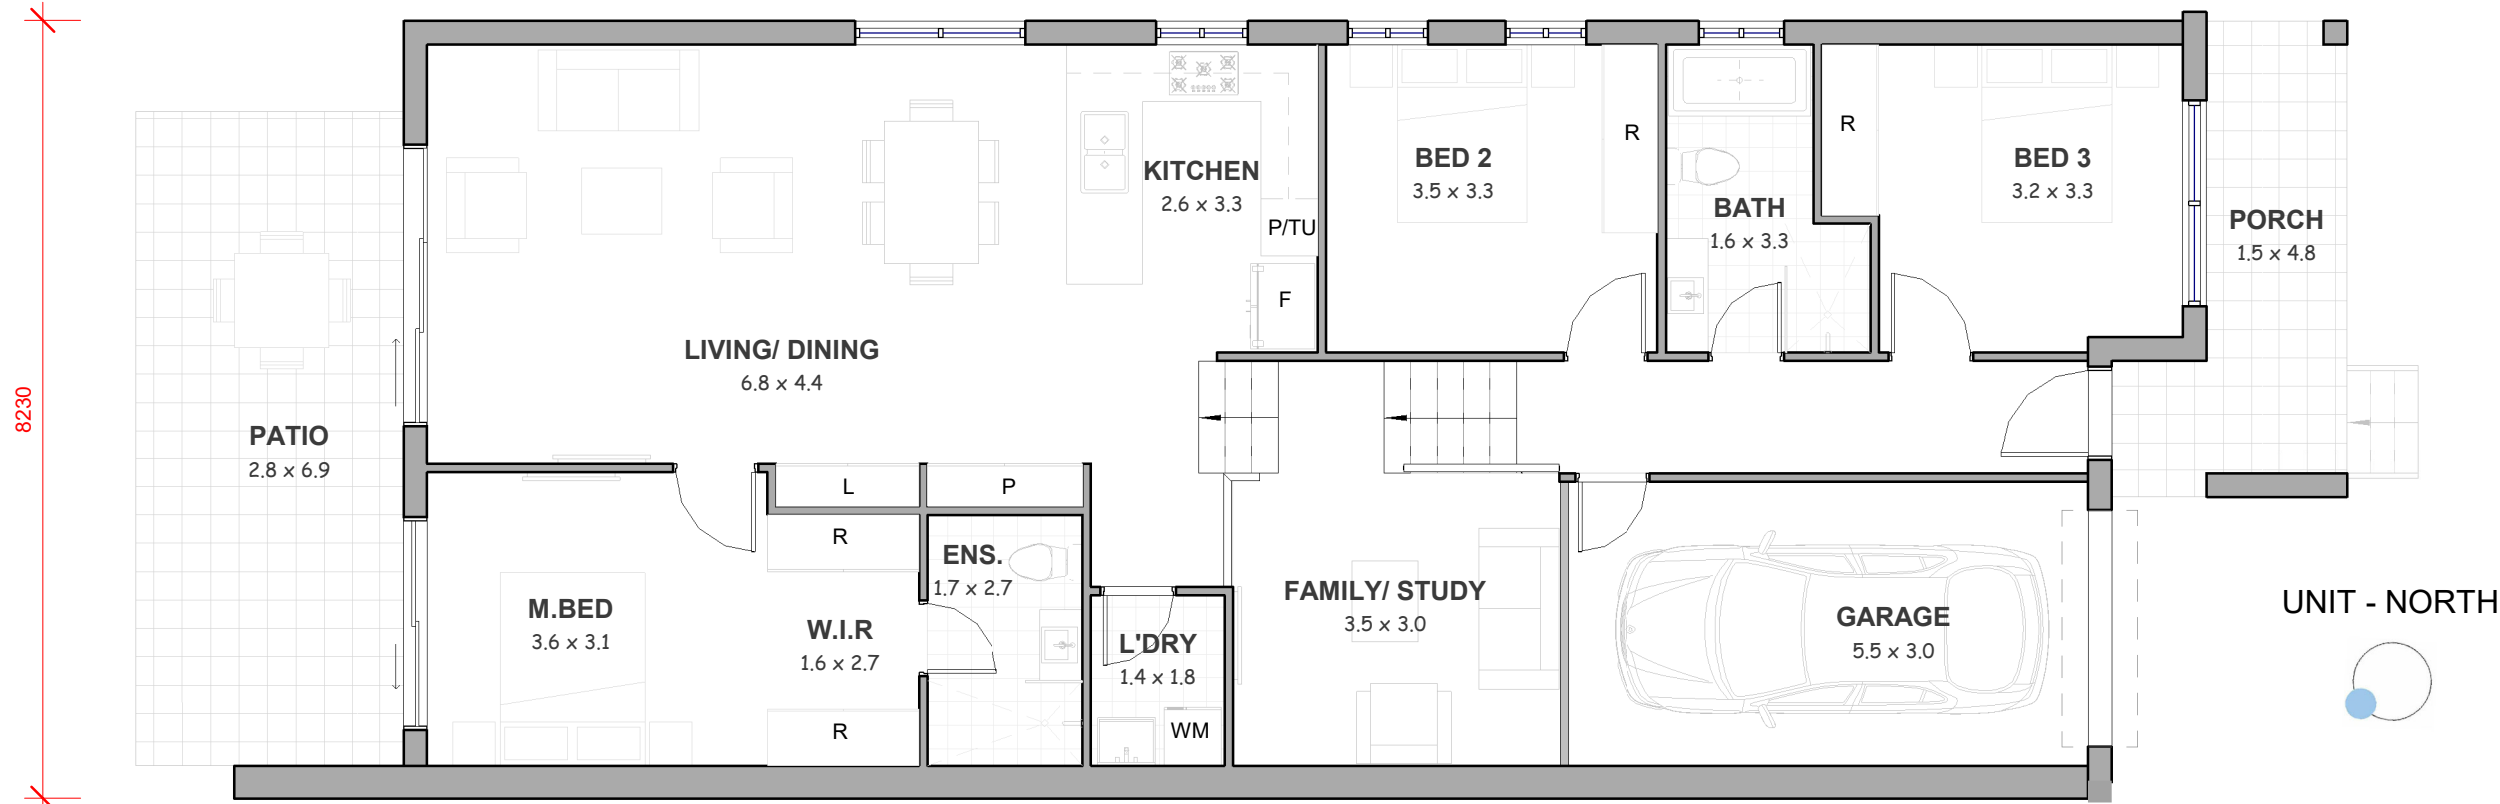 8230
PATIO
2.8 x 6.9
LIVING/ DINING
6.8 x 4.4
KITCHEN
2.6 x 3.3
P/TU
F
BED 2
3.5 x 3.3
R
BATH
1.6 x 3.3
R
BED 3
3.2 x 3.3
PORCH
1.5 x 4.8
M.BED
3.6 x 3.1
L
P
R
W.I.R
1.6 x 2.7
R
ENS.
1.7 x 2.7
L'DRY
1.4 x 1.8
WM
FAMILY/ STUDY
3.5 x 3.0
GARAGE
5.5 x 3.0
UNIT - NORTH